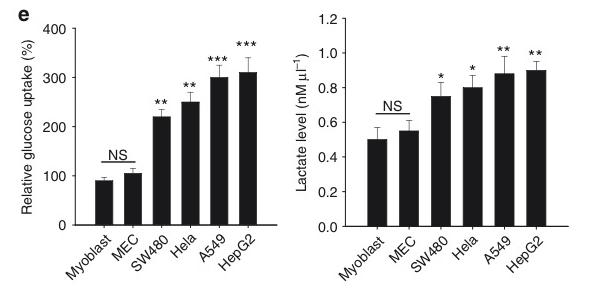 e
Relative glucose uptake (%)
400
300
200
100
0
NS
**
**
***
***
Myoblast
MEC
SW480
Hela
A549
HepG2
Lactate level (nM μl⁻¹)
1.2
1.0
0.8
0.6
0.4
0.2
0.0
NS
*
*
**
**
Myoblast
MEC
SW480
Hela
A549
HepG2